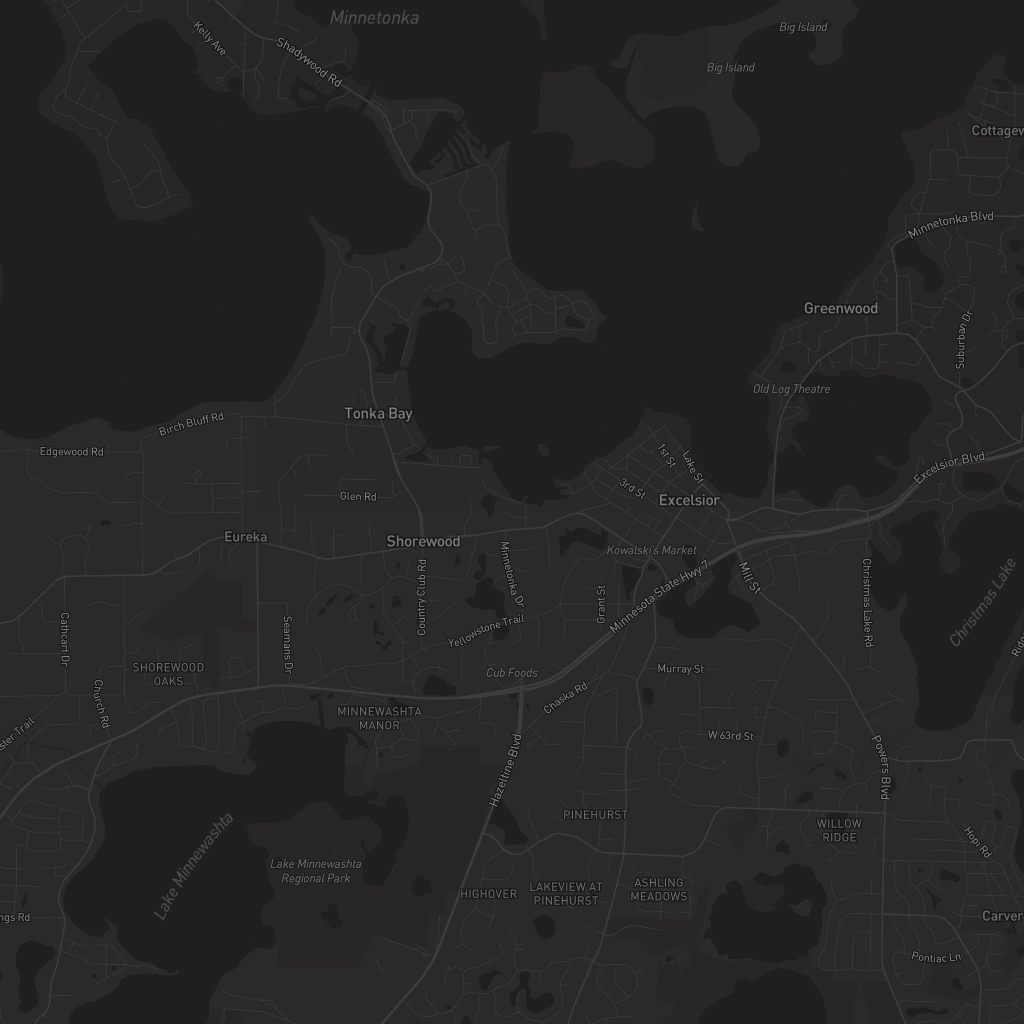 Minnetonka
Big Island
Kelly Ave
Shadywood Rd
Big Island
Cottagew
Minnetonka Blvd
Greenwood
Suburban Dr
Old Log Theatre
Tonka Bay
Birch Bluff Rd
Edgewood Rd
1st St
Lake St
Excelsior Blvd
Glen Rd
3rd St
Excelsior
Eureka
Shorewood
Kowalski's Market
Minnetonka Dr
Country Club Rd
Minnesota State Hwy 7
Mill St
Christmas Lake Rd
Christmas Lake
Grant St
Cathcart Dr
Seamans Dr
Yellowstone Trail
SHOREWOOD
OAKS
Cub Foods
Murray St
Church Rd
Chaska Rd
MINNEWASHTA
MANOR
ster Trail
W 63rd St
Hazeltine Blvd
Powers Blvd
PINEHURST
WILLOW
RIDGE
Hopi Rd
Lake Minnewashta
Lake Minnewashta
Regional Park
HIGHOVER
LAKEVIEW AT
PINEHURST
ASHLING
MEADOWS
ngs Rd
Carver
Pontiac Ln